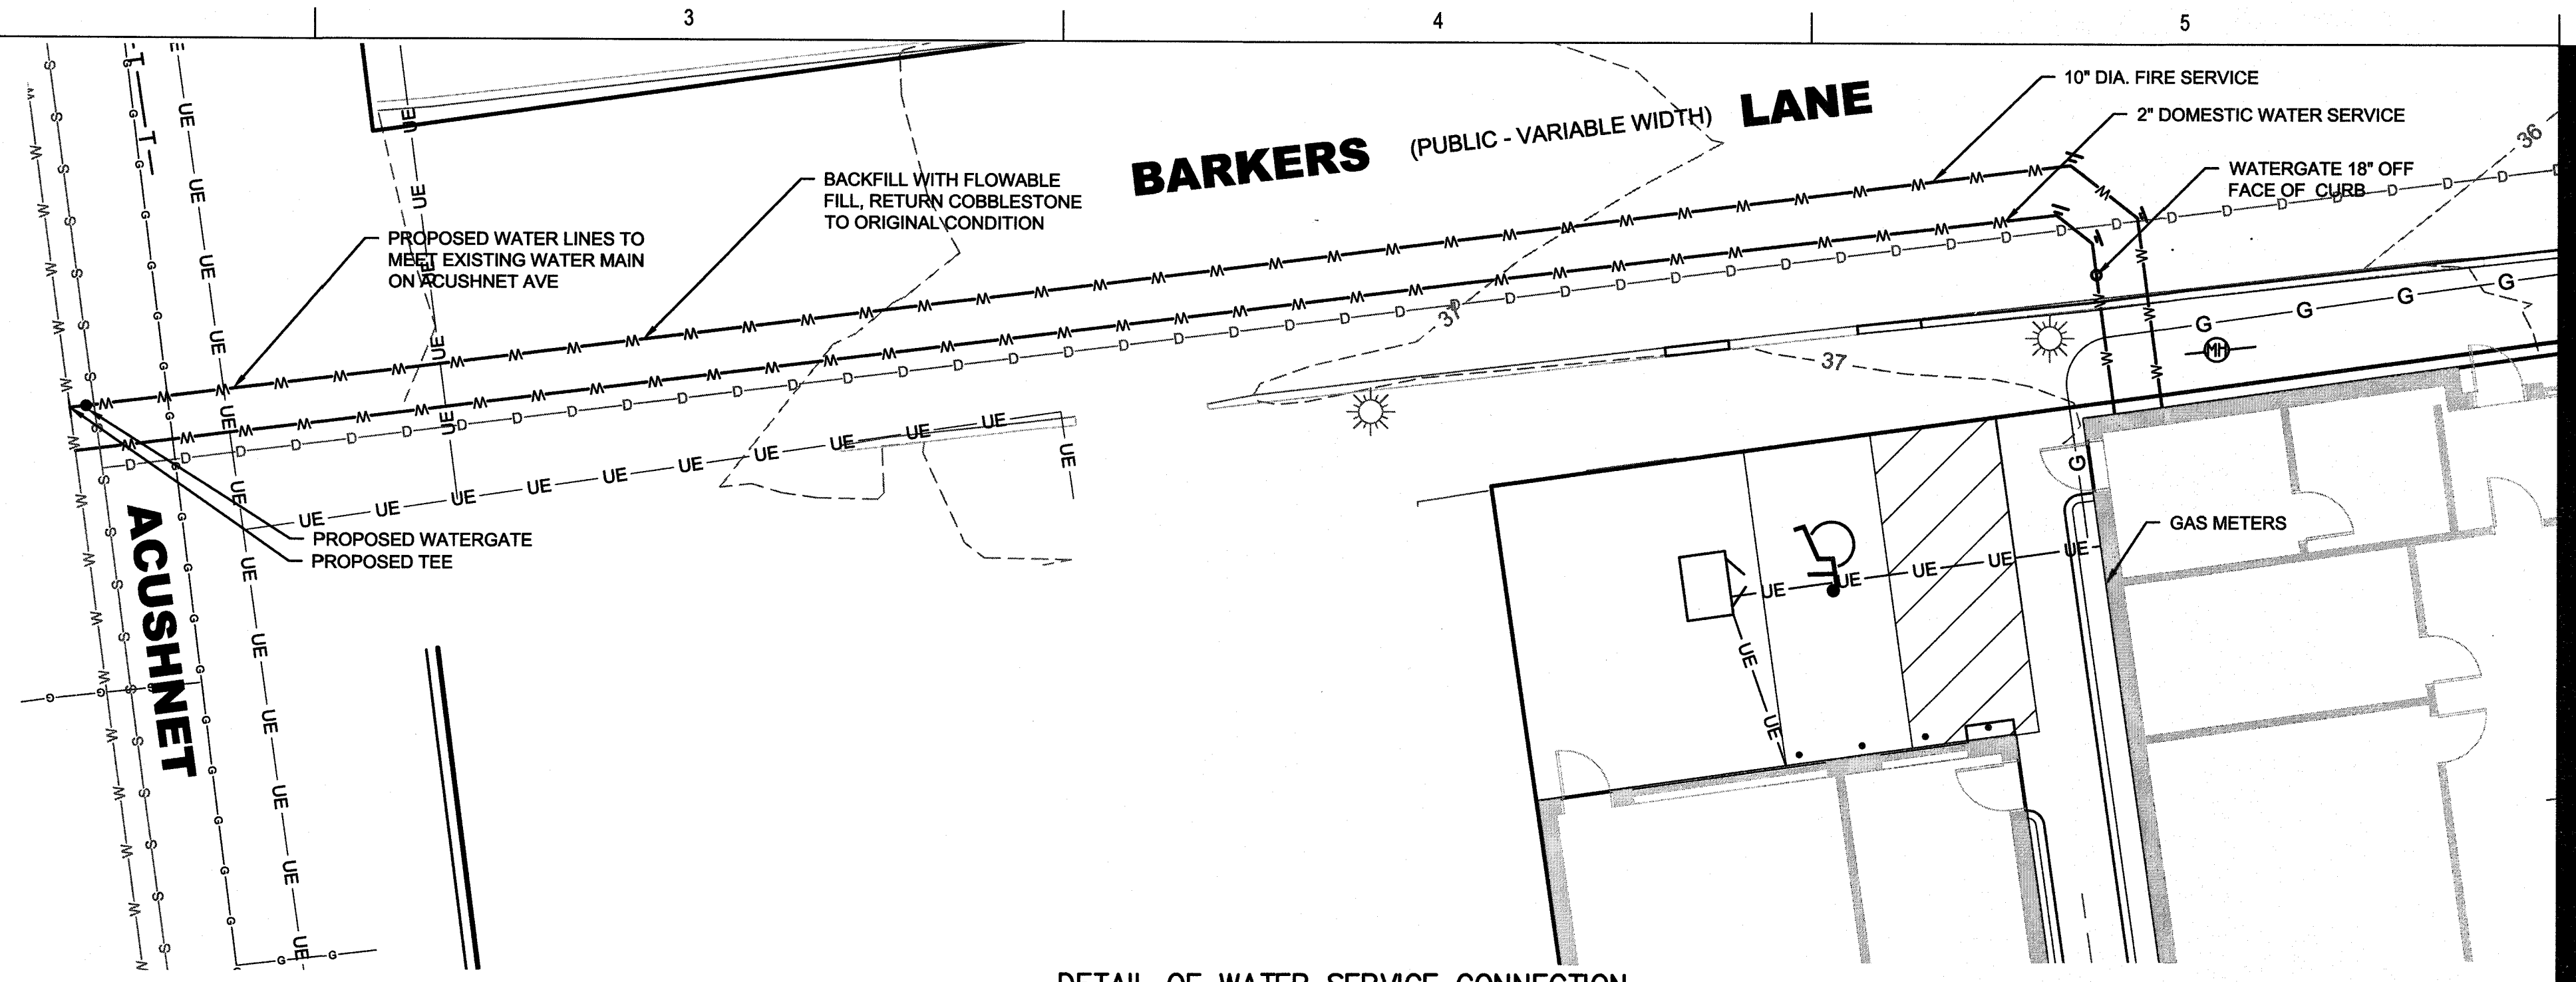 3
4
5
10" DIA. FIRE SERVICE
2" DOMESTIC WATER SERVICE
WATERGATE 18" OFF
FACE OF CURB
BARKERS (PUBLIC - VARIABLE WIDTH) LANE
BACKFILL WITH FLOWABLE
FILL, RETURN COBBLESTONE
TO ORIGINAL CONDITION
PROPOSED WATER LINES TO
MEET EXISTING WATER MAIN
ON ACUSHNET AVE
36
37
37
MH
PROPOSED WATERGATE
PROPOSED TEE
ACUSHNET
GAS METERS
DETAIL OF WATER SERVICE CONNECTION